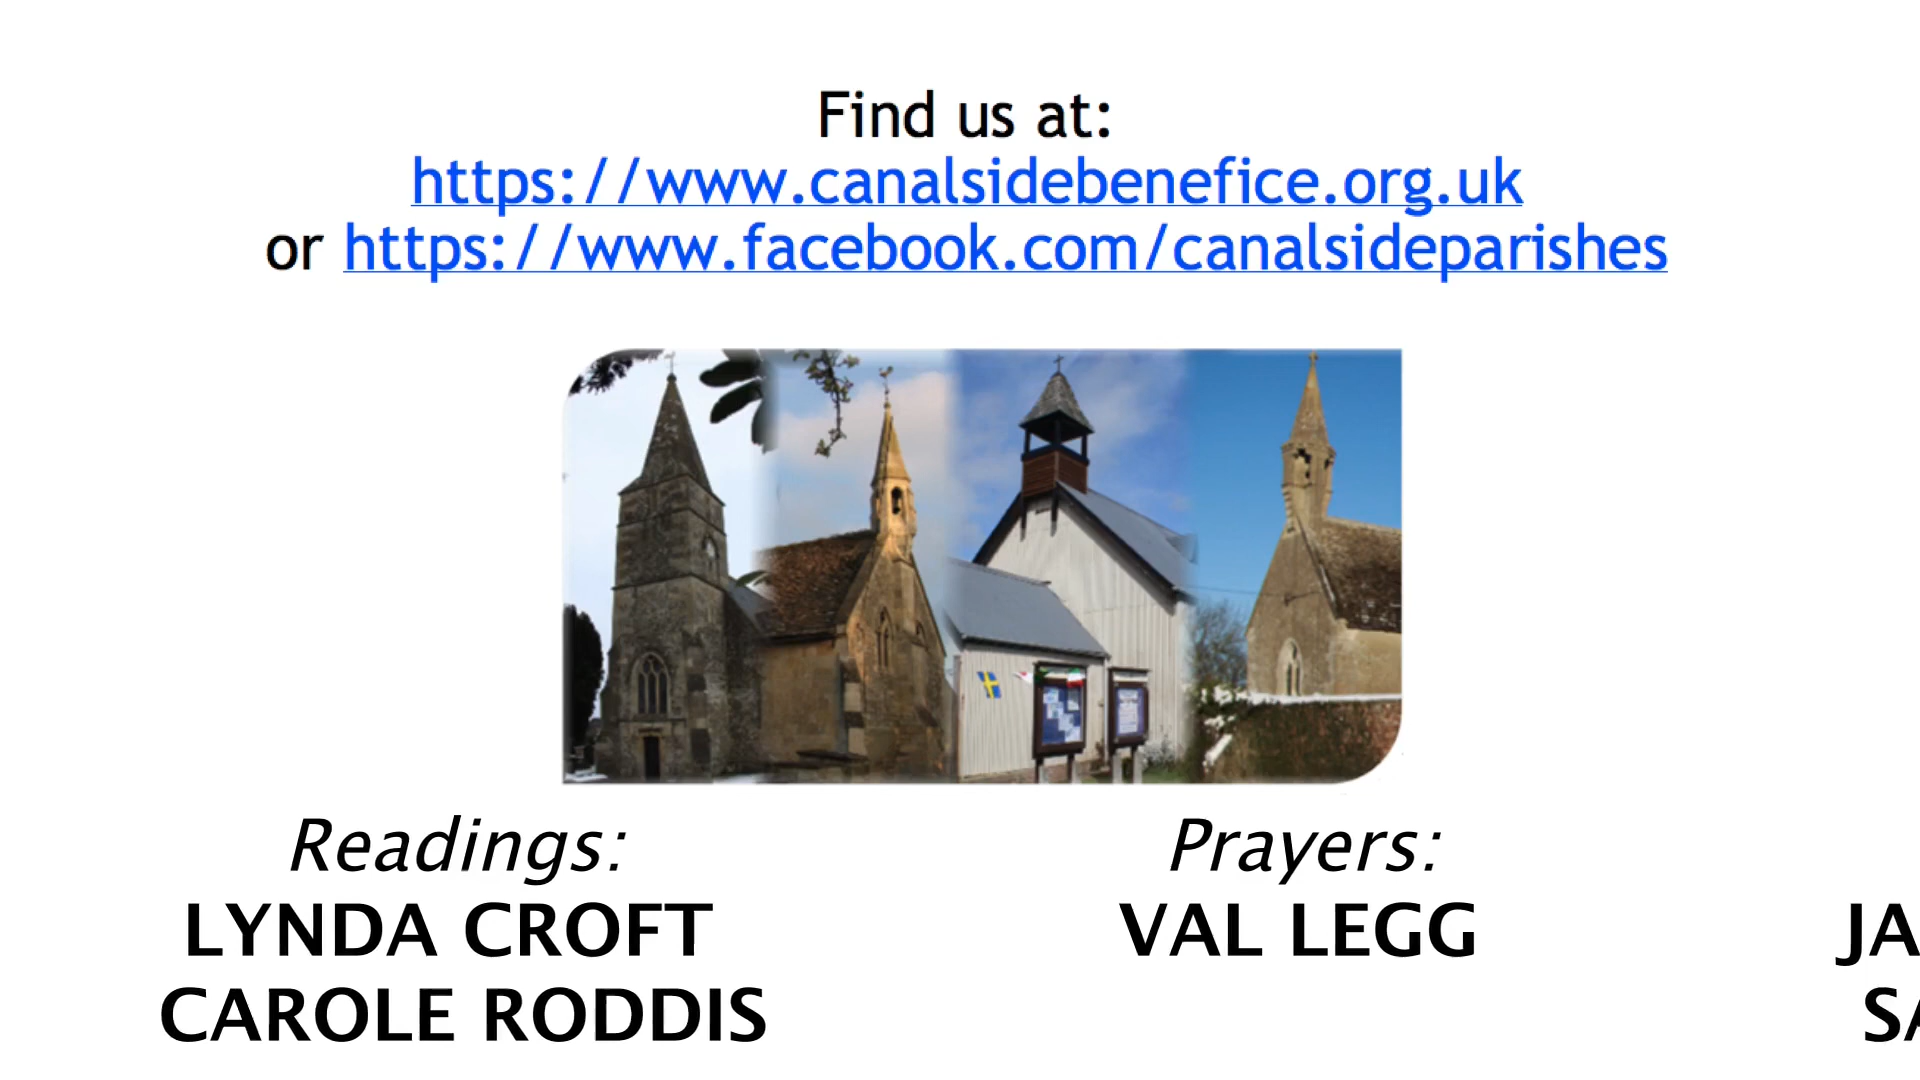 Find us at:
https://www.canalsidebenefice.org.uk
or https://www.facebook.com/canalsideparishes
Readings:
Prayers:
LYNDA CROFT
VAL LEGG
CAROLE RODDIS